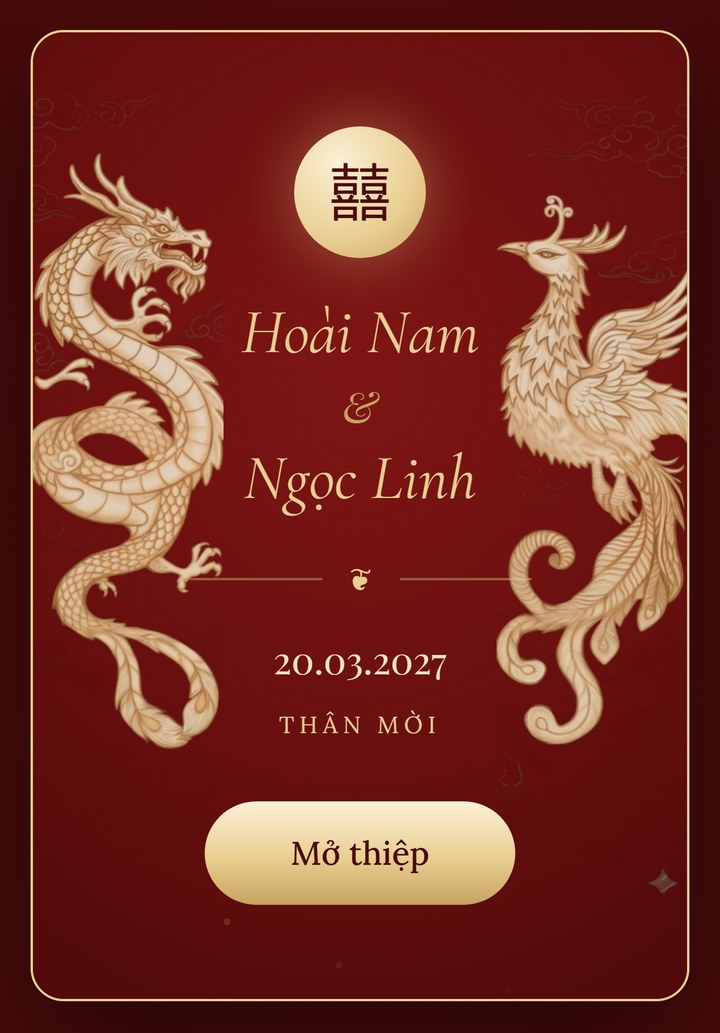 囍
Hoài Nam
&
Ngọc Linh
20.03.2027
THÂN MỜI
Mở thiệp